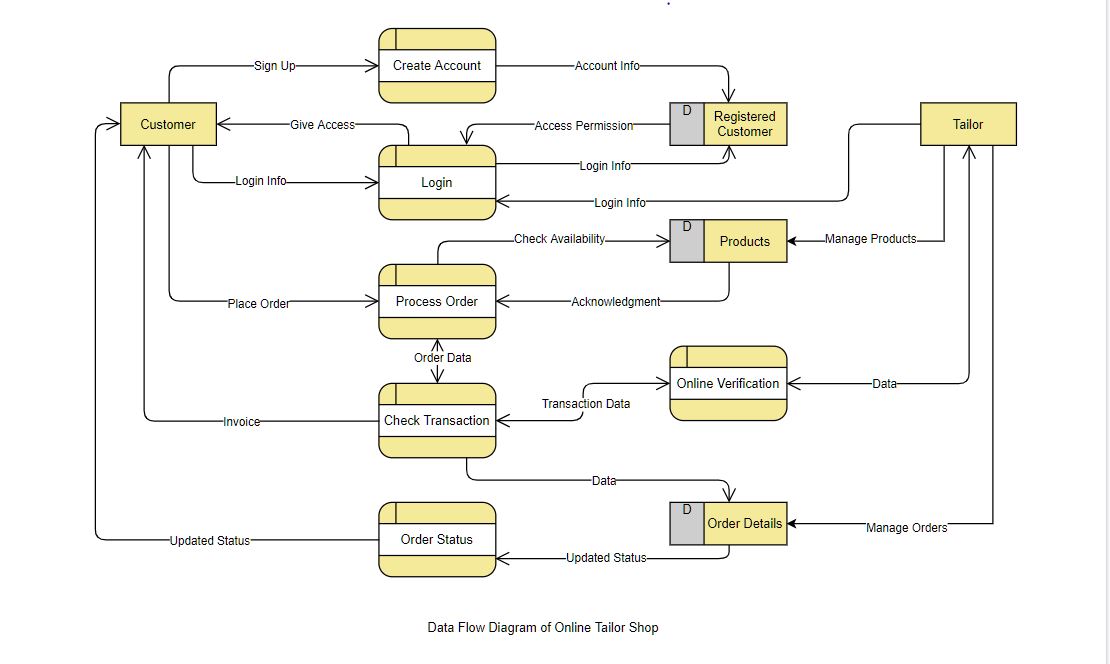 Create Account
Sign Up
Account Info
D
Registered
Customer
Customer
Tailor
Give Access
Access Permission
Login Info
Login
Login Info
Login Info
D
Products
Check Availability
Manage Products
Place Order
Process Order
Acknowledgment
Order Data
Online Verification
Data
Transaction Data
Invoice
Check Transaction
Data
D
Order Details
Manage Orders
Updated Status
Order Status
Updated Status
Data Flow Diagram of Online Tailor Shop